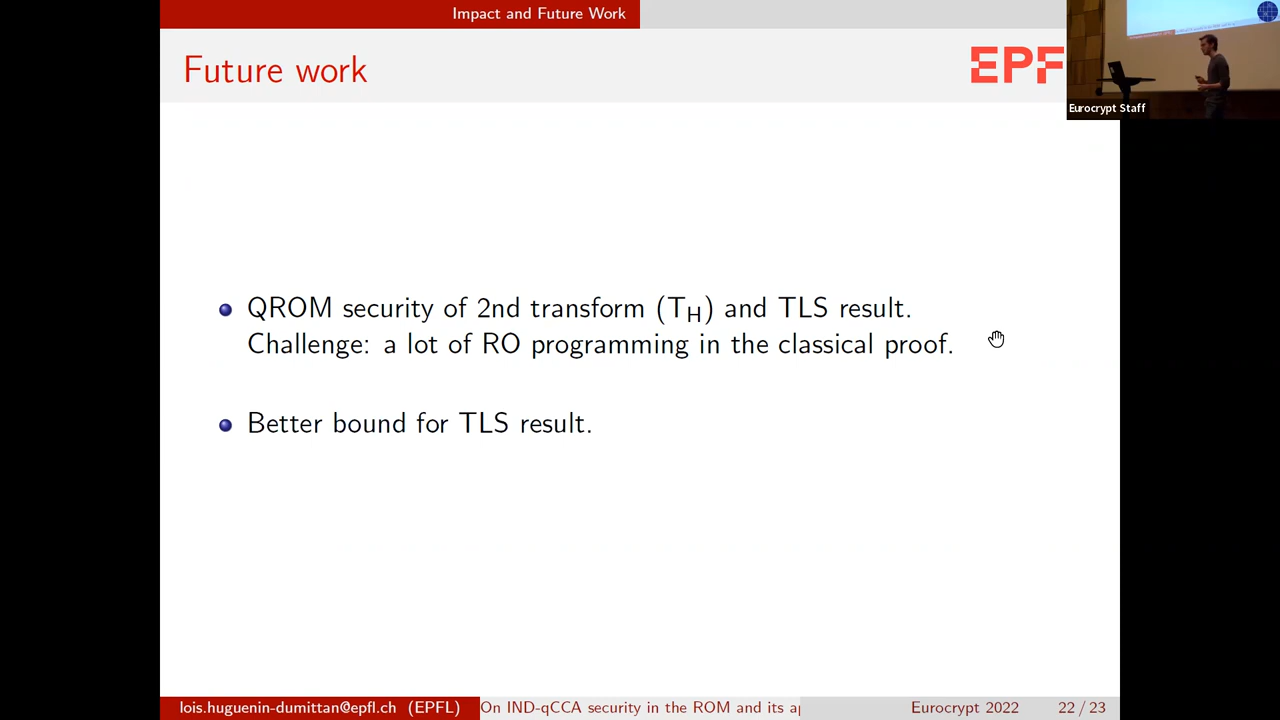 Impact and Future Work
Future work
EPF
Eurocrypt Staff
QROM security of 2nd transform (T_H) and TLS result.
Challenge: a lot of RO programming in the classical proof.
Better bound for TLS result.
lois.huguenin-dumittan@epfl.ch (EPFL)
On IND-qCCA security in the ROM and its a
Eurocrypt 2022
22 / 23